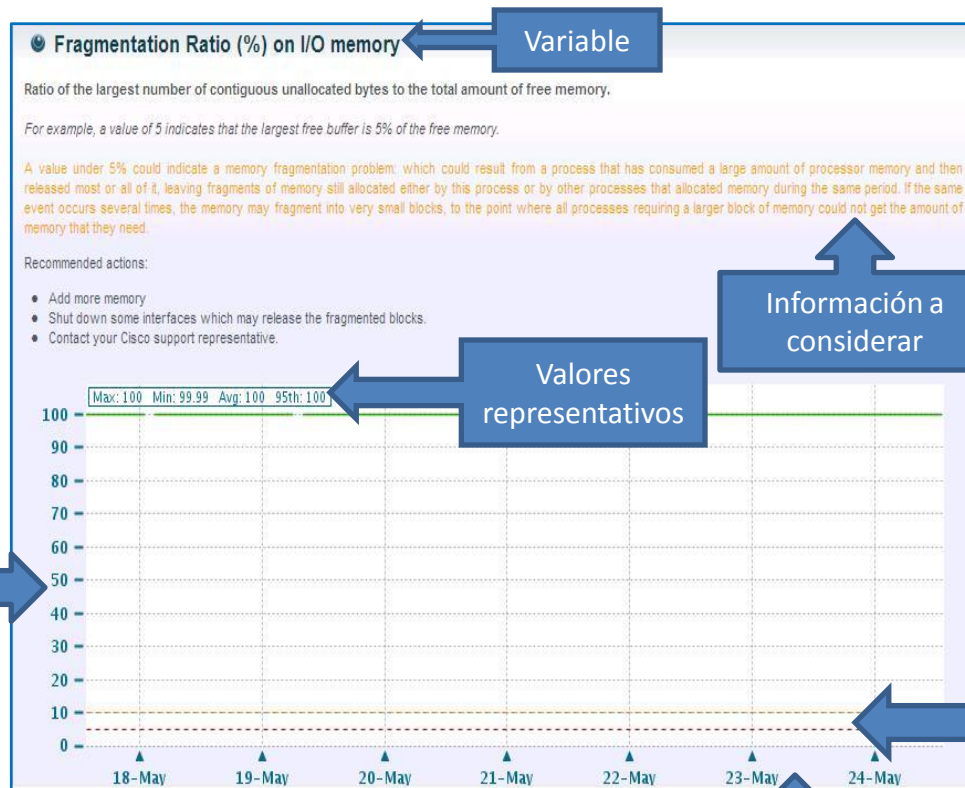 Fragmentation Ratio (%) on I/O memory
Variable
Ratio of the largest number of contiguous unallocated bytes to the total amount of free memory.
For example, a value of 5 indicates that the largest free buffer is 5% of the free memory.
A value under 5% could indicate a memory fragmentation problem: which could result from a process that has consumed a large amount of processor memory and then
released most or all of it, leaving fragments of memory still allocated either by this process or by other processes that allocated memory during the same period. If the same
event occurs several times, the memory may fragment into very small blocks, to the point where all processes requiring a larger block of memory could not get the amount of
memory that they need.
Recommended actions:
Add more memory
Shut down some interfaces which may release the fragmented blocks.
Contact your Cisco support representative.
Información a
considerar
Valores
representativos
Max: 100 Min: 99.99 Avg: 100 95th: 100
100
90
80
70
60
50
40
30
20
10
0
18-May 19-May 20-May 21-May 22-May 23-May 24-May